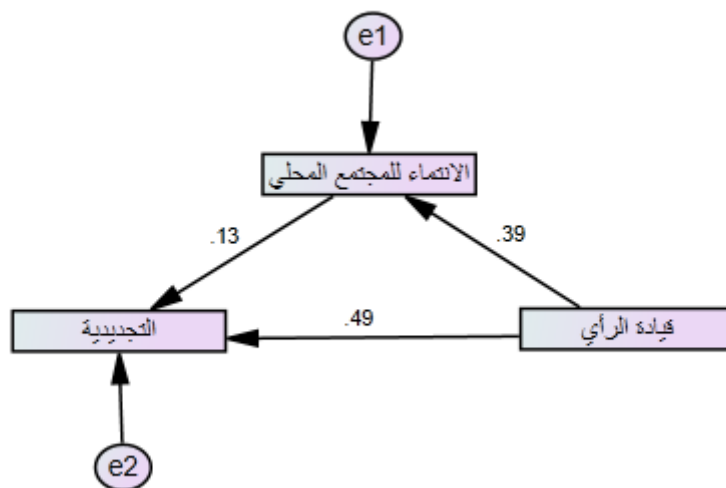 e1
الانتماء للمجتمع المحلي
.13
.39
التجديدية
.49
قيادة الرأي
e2